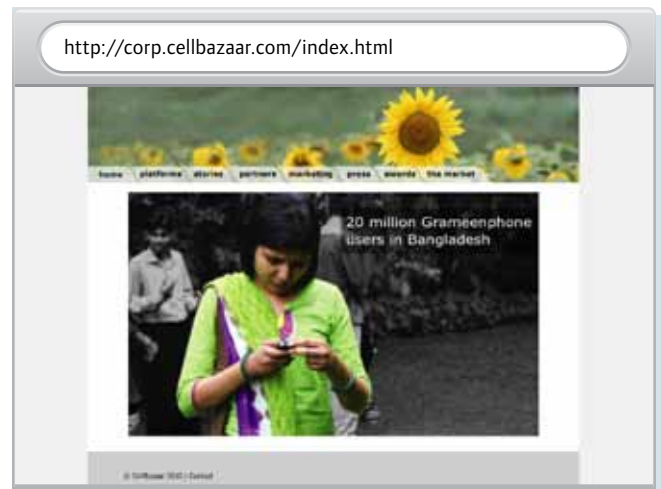 http://corp.cellbazaar.com/index.html
home platforms stories partners marketing press awards the market
20 million Grameenphone
users in Bangladesh